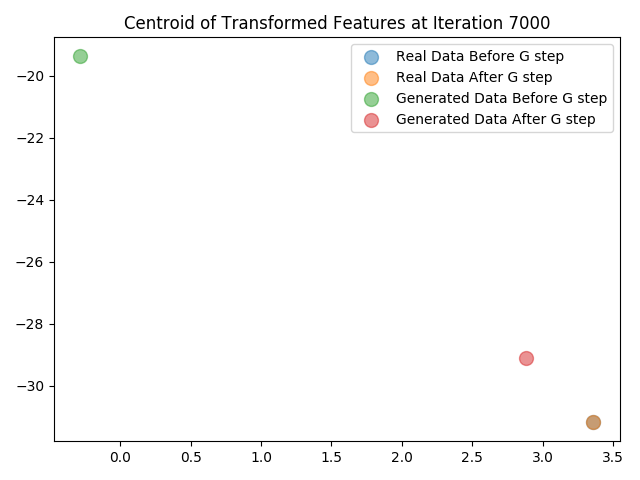 Centroid of Transformed Features at Iteration 7000
Real Data Before G step
Real Data After G step
Generated Data Before G step
Generated Data After G step
−20
−22
−24
−26
−28
−30
0.0 0.5 1.0 1.5 2.0 2.5 3.0 3.5